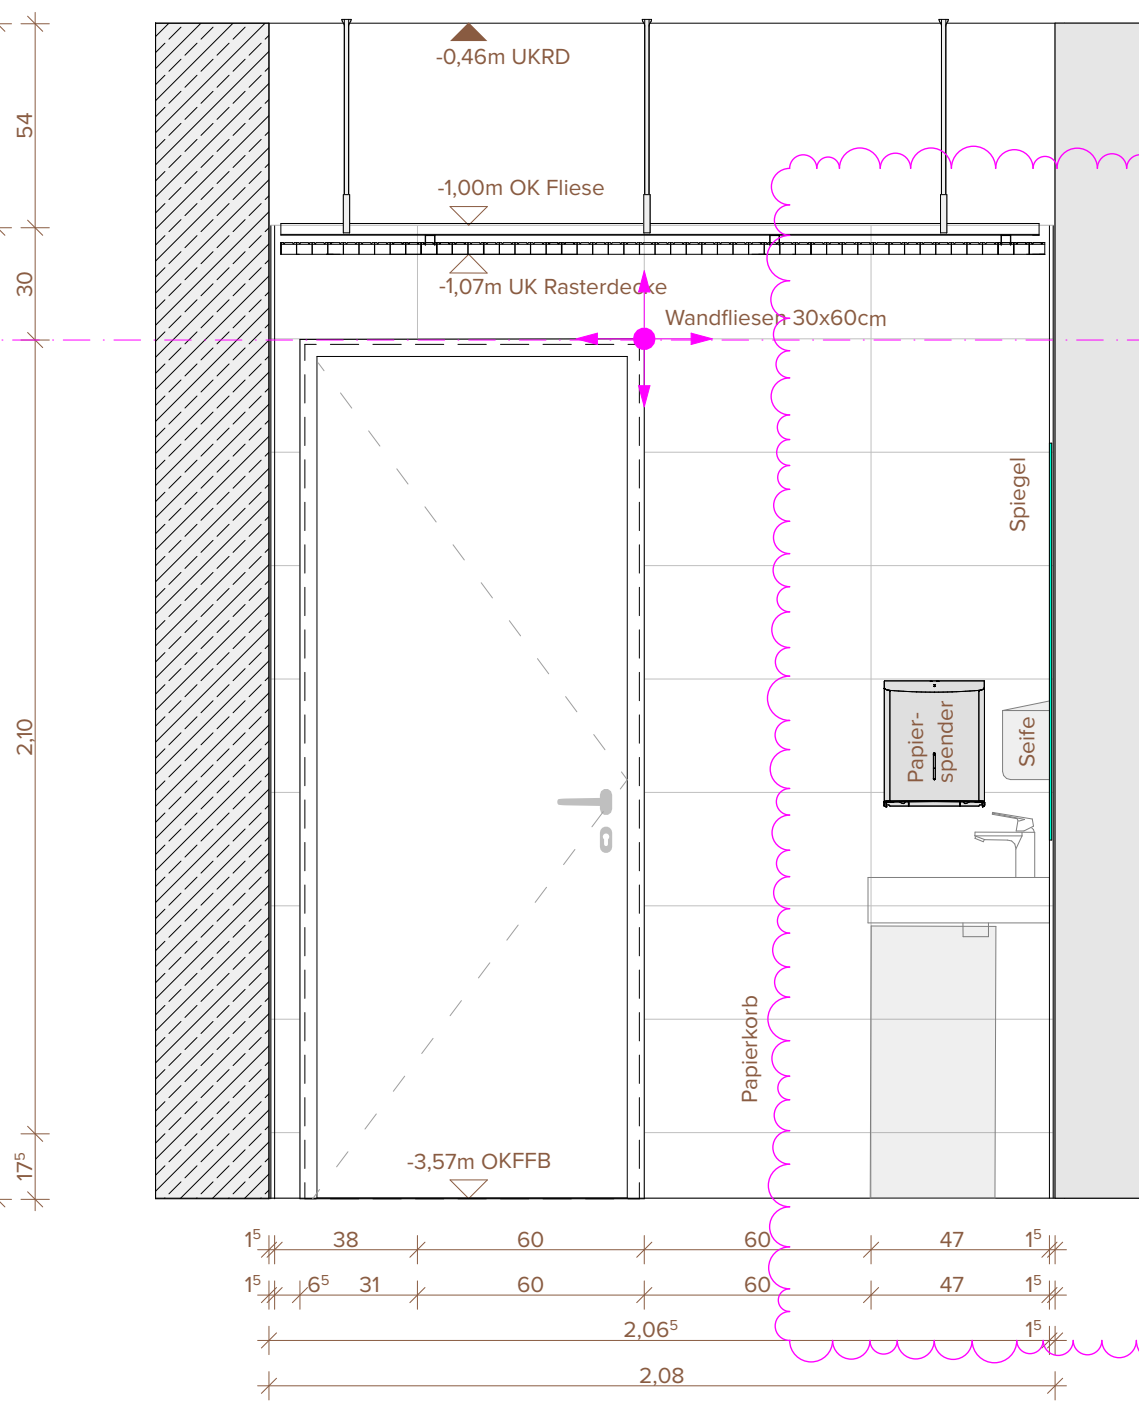 -0,46m UKRD
54
-1,00m OK Fliese
30
-1,07m UK Rasterdecke
Wandfliesen 30x60cm
Spiegel
2,10
Papier-
spender
Seife
Papierkorb
17⁵
-3,57m OKFFB
1⁵ 38 60 60 47 1⁵
1⁵ 6⁵ 31 60 60 47 1⁵
2,06⁵ 1⁵
2,08